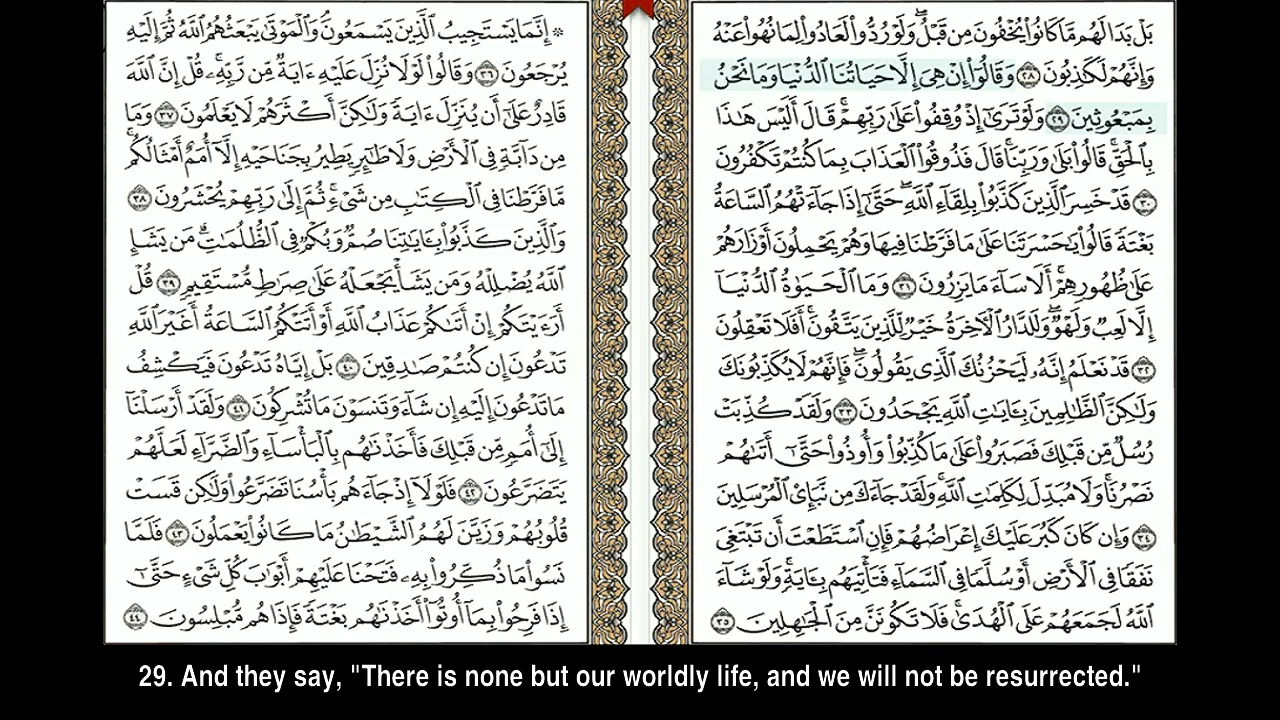 بَلْ بَدَا لَهُم مَّا كَانُوا۟ يُخْفُونَ مِن قَبْلُ ۖ وَلَوْ رُدُّوا۟ لَعَادُوا۟ لِمَا نُهُوا۟ عَنْهُ
وَإِنَّهُمْ لَكَـٰذِبُونَ ٢٨ وَقَالُوٓا۟ إِنْ هِىَ إِلَّا حَيَاتُنَا ٱلدُّنْيَا وَمَا نَحْنُ
بِمَبْعُوثِينَ ٢٩ وَلَوْ تَرَىٰٓ إِذْ وُقِفُوا۟ عَلَىٰ رَبِّهِمْ ۚ قَالَ أَلَيْسَ هَـٰذَا
بِٱلْحَقِّ ۚ قَالُوا۟ بَلَىٰ وَرَبِّنَا ۚ قَالَ فَذُوقُوا۟ ٱلْعَذَابَ بِمَا كُنتُمْ تَكْفُرُونَ
٣٠ قَدْ خَسِرَ ٱلَّذِينَ كَذَّبُوا۟ بِلِقَآءِ ٱللَّهِ ۖ حَتَّىٰٓ إِذَا جَآءَتْهُمُ ٱلسَّاعَةُ
بَغْتَةً قَالُوا۟ يَـٰحَسْرَتَنَا عَلَىٰ مَا فَرَّطْنَا فِيهَا وَهُمْ يَحْمِلُونَ أَوْزَارَهُمْ
عَلَىٰ ظُهُورِهِمْ ۚ أَلَا سَآءَ مَا يَزِرُونَ ٣١ وَمَا ٱلْحَيَوٰةُ ٱلدُّنْيَآ
إِلَّا لَعِبٌ وَلَهْوٌ ۖ وَلَلدَّارُ ٱلْـَٔاخِرَةُ خَيْرٌ لِّلَّذِينَ يَتَّقُونَ ۗ أَفَلَا تَعْقِلُونَ
٣٢ قَدْ نَعْلَمُ إِنَّهُۥ لَيَحْزُنُكَ ٱلَّذِى يَقُولُونَ ۖ فَإِنَّهُمْ لَا يُكَذِّبُونَكَ
وَلَـٰكِنَّ ٱلظَّـٰلِمِينَ بِـَٔايَـٰتِ ٱللَّهِ يَجْحَدُونَ ٣٣ وَلَقَدْ كُذِّبَتْ
رُسُلٌ مِّن قَبْلِكَ فَصَبَرُوا۟ عَلَىٰ مَا كُذِّبُوا۟ وَأُوذُوا۟ حَتَّىٰٓ أَتَىٰهُمْ
نَصْرُنَا ۚ وَلَا مُبَدِّلَ لِكَلِمَـٰتِ ٱللَّهِ ۚ وَلَقَدْ جَآءَكَ مِن نَّبَإِى۟ ٱلْمُرْسَلِينَ
٣٤ وَإِن كَانَ كَبُرَ عَلَيْكَ إِعْرَاضُهُمْ فَإِنِ ٱسْتَطَعْتَ أَن تَبْتَغِىَ
نَفَقًا فِى ٱلْأَرْضِ أَوْ سُلَّمًا فِى ٱلسَّمَآءِ فَتَأْتِيَهُم بِـَٔايَةٍ ۚ وَلَوْ شَآءَ
ٱللَّهُ لَجَمَعَهُمْ عَلَى ٱلْهُدَىٰ ۚ فَلَا تَكُونَنَّ مِنَ ٱلْجَـٰهِلِينَ ٣٥
۞ إِنَّمَا يَسْتَجِيبُ ٱلَّذِينَ يَسْمَعُونَ ۘ وَٱلْمَوْتَىٰ يَبْعَثُهُمُ ٱللَّهُ ثُمَّ إِلَيْهِ
يُرْجَعُونَ ٣٦ وَقَالُوا۟ لَوْلَا نُزِّلَ عَلَيْهِ ءَايَةٌ مِّن رَّبِّهِۦ ۚ قُلْ إِنَّ ٱللَّهَ
قَادِرٌ عَلَىٰٓ أَن يُنَزِّلَ ءَايَةً وَلَـٰكِنَّ أَكْثَرَهُمْ لَا يَعْلَمُونَ ٣٧ وَمَا
مِن دَآبَّةٍ فِى ٱلْأَرْضِ وَلَا طَـٰٓئِرٍ يَطِيرُ بِجَنَاحَيْهِ إِلَّآ أُمَمٌ أَمْثَالُكُم ۚ
مَّا فَرَّطْنَا فِى ٱلْكِتَـٰبِ مِن شَىْءٍ ۚ ثُمَّ إِلَىٰ رَبِّهِمْ يُحْشَرُونَ ٣٨
وَٱلَّذِينَ كَذَّبُوا۟ بِـَٔايَـٰتِنَا صُمٌّ وَبُكْمٌ فِى ٱلظُّلُمَـٰتِ ۗ مَن يَشَإِ
ٱللَّهُ يُضْلِلْهُ وَمَن يَشَأْ يَجْعَلْهُ عَلَىٰ صِرَٰطٍ مُّسْتَقِيمٍ ٣٩ قُلْ
أَرَءَيْتَكُمْ إِنْ أَتَىٰكُمْ عَذَابُ ٱللَّهِ أَوْ أَتَتْكُمُ ٱلسَّاعَةُ أَغَيْرَ ٱللَّهِ
تَدْعُونَ إِن كُنتُمْ صَـٰدِقِينَ ٤٠ بَلْ إِيَّاهُ تَدْعُونَ فَيَكْشِفُ
مَا تَدْعُونَ إِلَيْهِ إِن شَآءَ وَتَنسَوْنَ مَا تُشْرِكُونَ ٤١ وَلَقَدْ أَرْسَلْنَآ
إِلَىٰٓ أُمَمٍ مِّن قَبْلِكَ فَأَخَذْنَـٰهُم بِٱلْبَأْسَآءِ وَٱلضَّرَّآءِ لَعَلَّهُمْ
يَتَضَرَّعُونَ ٤٢ فَلَوْلَآ إِذْ جَآءَهُم بَأْسُنَا تَضَرَّعُوا۟ وَلَـٰكِن قَسَتْ
قُلُوبُهُمْ وَزَيَّنَ لَهُمُ ٱلشَّيْطَـٰنُ مَا كَانُوا۟ يَعْمَلُونَ ٤٣ فَلَمَّا
نَسُوا۟ مَا ذُكِّرُوا۟ بِهِۦ فَتَحْنَا عَلَيْهِمْ أَبْوَٰبَ كُلِّ شَىْءٍ حَتَّىٰٓ
إِذَا فَرِحُوا۟ بِمَآ أُوتُوٓا۟ أَخَذْنَـٰهُم بَغْتَةً فَإِذَا هُم مُّبْلِسُونَ ٤٤
29. And they say, "There is none but our worldly life, and we will not be resurrected."